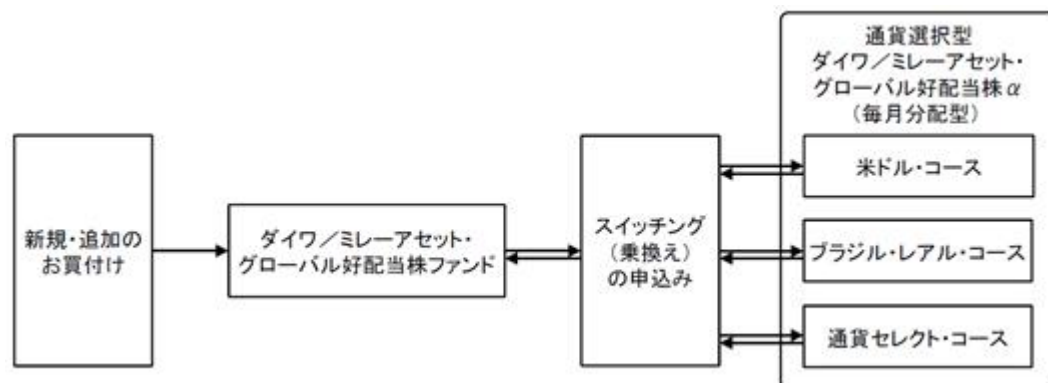 新規・追加の
お買付け
ダイワ／ミレーアセット・
グローバル好配当株ファンド
スイッチング
（乗換え）
の申込み
通貨選択型
ダイワ／ミレーアセット・
グローバル好配当株α
（毎月分配型）
米ドル・コース
ブラジル・レアル・コース
通貨セレクト・コース